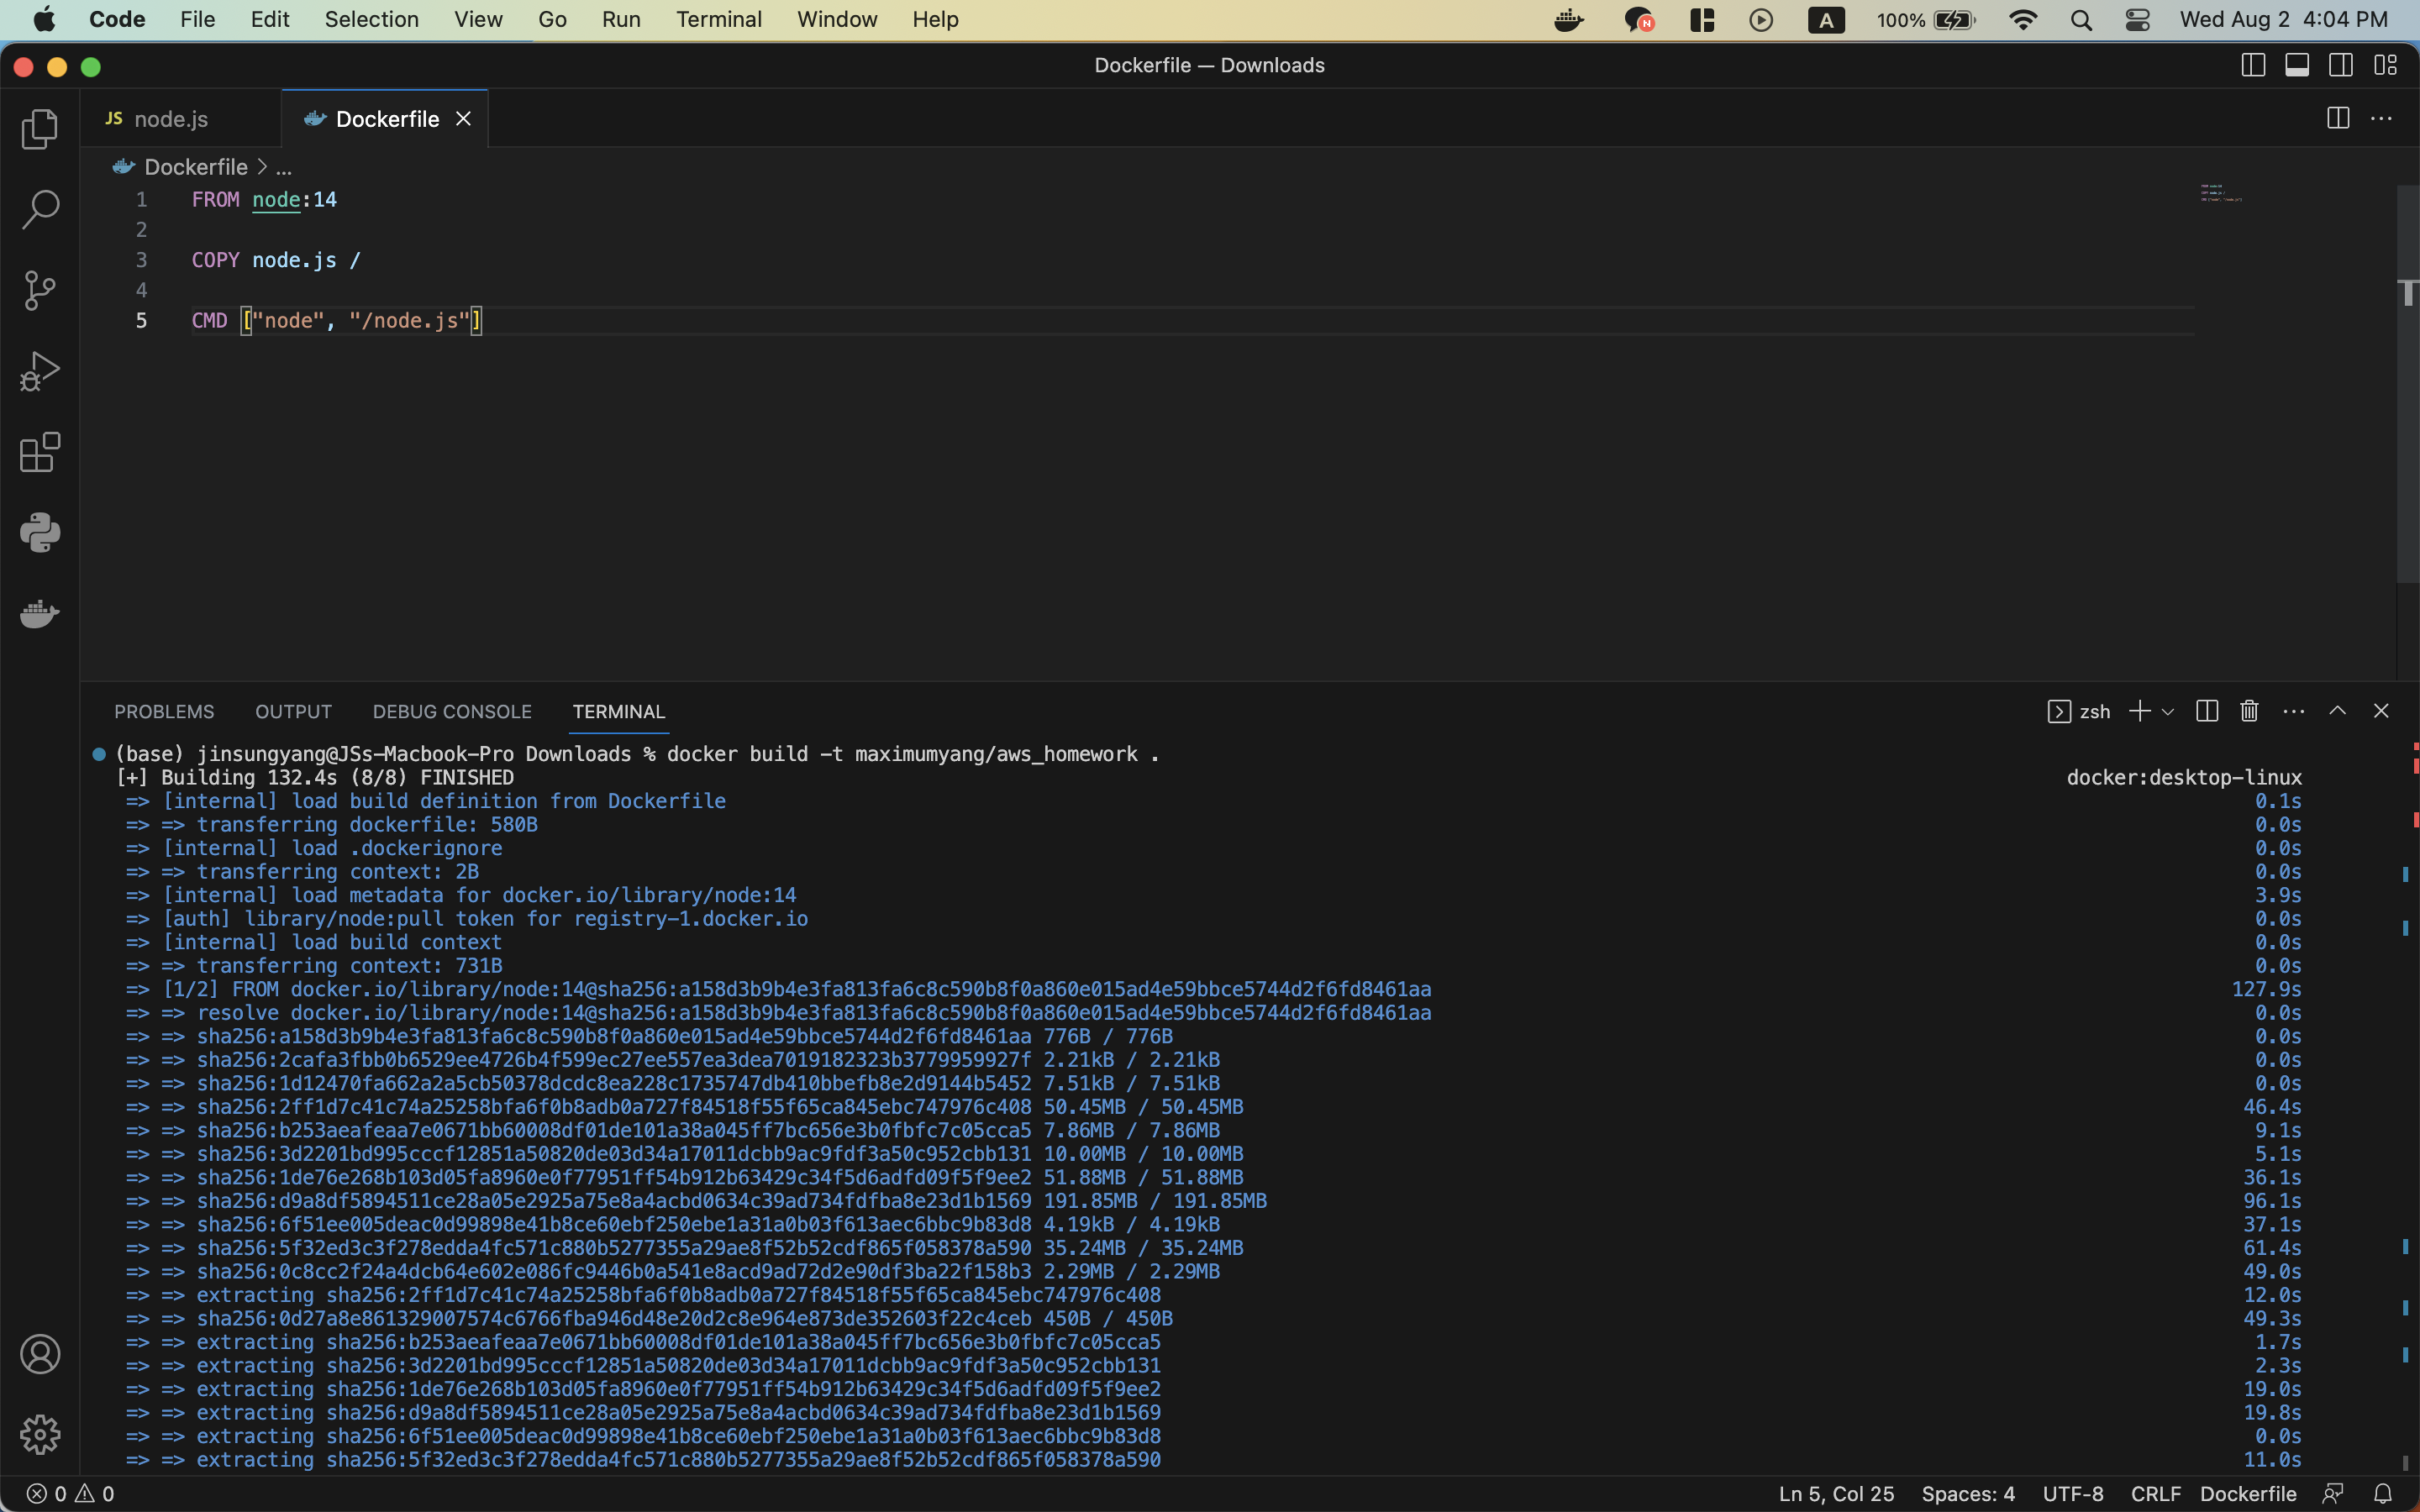 Code File Edit Selection View Go Run Terminal Window Help N A 100% Wed Aug 2 4:04 PM
Dockerfile — Downloads
JS node.js Dockerfile
Dockerfile > ...
1 FROM node:14
2
3 COPY node.js /
4
5 CMD ["node", "/node.js"]
PROBLEMS OUTPUT DEBUG CONSOLE TERMINAL zsh
(base) jinsungyang@JSs-Macbook-Pro Downloads % docker build -t maximumyang/aws_homework .
[+] Building 132.4s (8/8) FINISHED docker:desktop-linux
=> [internal] load build definition from Dockerfile 0.1s
=> => transferring dockerfile: 580B 0.0s
=> [internal] load .dockerignore 0.0s
=> => transferring context: 2B 0.0s
=> [internal] load metadata for docker.io/library/node:14 3.9s
=> [auth] library/node:pull token for registry-1.docker.io 0.0s
=> [internal] load build context 0.0s
=> => transferring context: 731B 0.0s
=> [1/2] FROM docker.io/library/node:14@sha256:a158d3b9b4e3fa813fa6c8c590b8f0a860e015ad4e59bbce5744d2f6fd8461aa 127.9s
=> => resolve docker.io/library/node:14@sha256:a158d3b9b4e3fa813fa6c8c590b8f0a860e015ad4e59bbce5744d2f6fd8461aa 0.0s
=> => sha256:a158d3b9b4e3fa813fa6c8c590b8f0a860e015ad4e59bbce5744d2f6fd8461aa 776B / 776B 0.0s
=> => sha256:2cafa3fbb0b6529ee4726b4f599ec27ee557ea3dea7019182323b3779959927f 2.21kB / 2.21kB 0.0s
=> => sha256:1d12470fa662a2a5cb50378dcdc8ea228c1735747db410bbefb8e2d9144b5452 7.51kB / 7.51kB 0.0s
=> => sha256:2ff1d7c41c74a25258bfa6f0b8adb0a727f84518f55f65ca845ebc747976c408 50.45MB / 50.45MB 46.4s
=> => sha256:b253aeafeaa7e0671bb60008df01de101a38a045ff7bc656e3b0fbfc7c05cca5 7.86MB / 7.86MB 9.1s
=> => sha256:3d2201bd995cccf12851a50820de03d34a17011dcbb9ac9fdf3a50c952cbb131 10.00MB / 10.00MB 5.1s
=> => sha256:1de76e268b103d05fa8960e0f77951ff54b912b63429c34f5d6adfd09f5f9ee2 51.88MB / 51.88MB 36.1s
=> => sha256:d9a8df5894511ce28a05e2925a75e8a4acbd0634c39ad734fdfba8e23d1b1569 191.85MB / 191.85MB 96.1s
=> => sha256:6f51ee005deac0d99898e41b8ce60ebf250ebe1a31a0b03f613aec6bbc9b83d8 4.19kB / 4.19kB 37.1s
=> => sha256:5f32ed3c3f278edda4fc571c880b5277355a29ae8f52b52cdf865f058378a590 35.24MB / 35.24MB 61.4s
=> => sha256:0c8cc2f24a4dcb64e602e086fc9446b0a541e8acd9ad72d2e90df3ba22f158b3 2.29MB / 2.29MB 49.0s
=> => extracting sha256:2ff1d7c41c74a25258bfa6f0b8adb0a727f84518f55f65ca845ebc747976c408 12.0s
=> => sha256:0d27a8e861329007574c6766fba946d48e20d2c8e964e873de352603f22c4ceb 450B / 450B 49.3s
=> => extracting sha256:b253aeafeaa7e0671bb60008df01de101a38a045ff7bc656e3b0fbfc7c05cca5 1.7s
=> => extracting sha256:3d2201bd995cccf12851a50820de03d34a17011dcbb9ac9fdf3a50c952cbb131 2.3s
=> => extracting sha256:1de76e268b103d05fa8960e0f77951ff54b912b63429c34f5d6adfd09f5f9ee2 19.0s
=> => extracting sha256:d9a8df5894511ce28a05e2925a75e8a4acbd0634c39ad734fdfba8e23d1b1569 19.8s
=> => extracting sha256:6f51ee005deac0d99898e41b8ce60ebf250ebe1a31a0b03f613aec6bbc9b83d8 0.0s
=> => extracting sha256:5f32ed3c3f278edda4fc571c880b5277355a29ae8f52b52cdf865f058378a590 11.0s
0 0 Ln 5, Col 25 Spaces: 4 UTF-8 CRLF Dockerfile